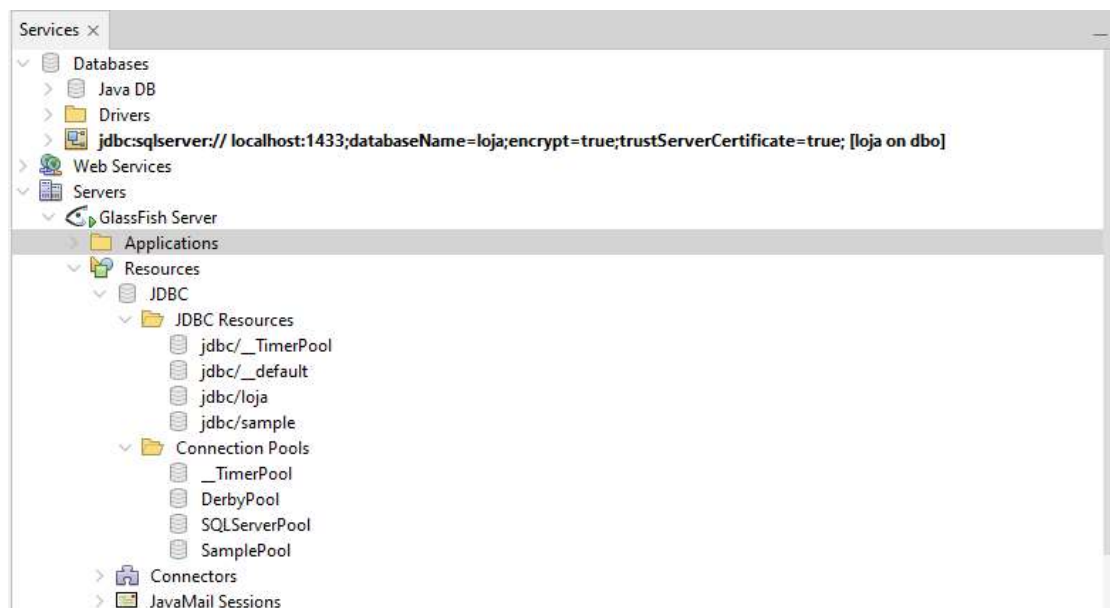 Services ×
Databases
Java DB
Drivers
jdbc:sqlserver:// localhost:1433;databaseName=loja;encrypt=true;trustServerCertificate=true; [loja on dbo]
Web Services
Servers
GlassFish Server
Applications
Resources
JDBC
JDBC Resources
jdbc/__TimerPool
jdbc/__default
jdbc/loja
jdbc/sample
Connection Pools
__TimerPool
DerbyPool
SQLServerPool
SamplePool
Connectors
JavaMail Sessions